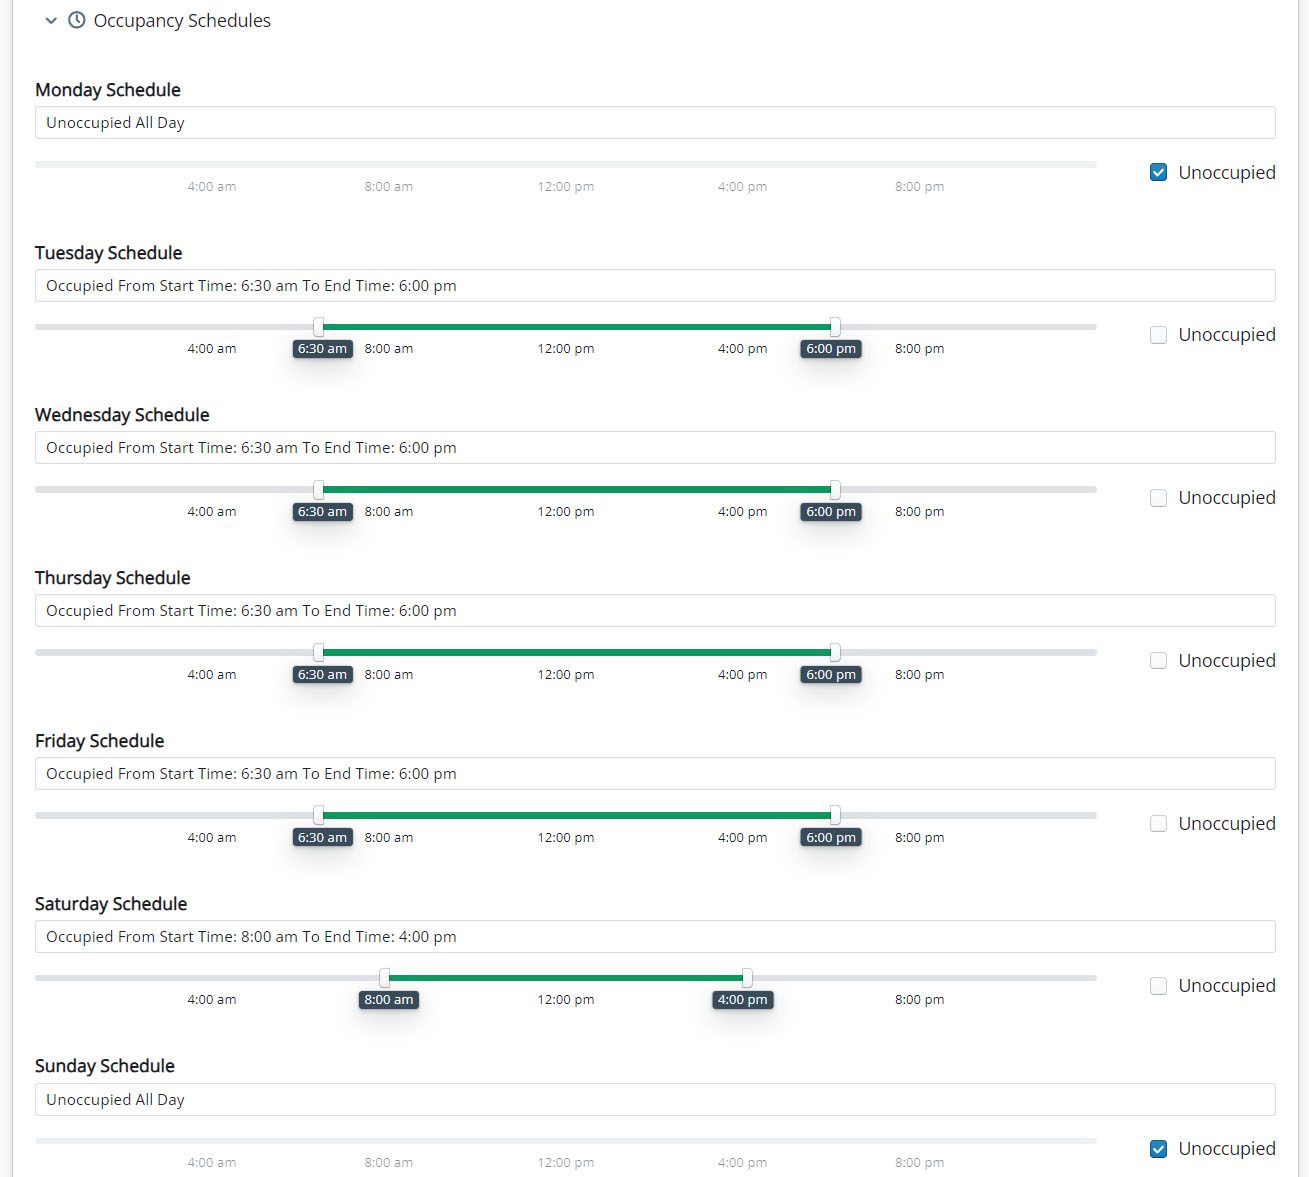 Occupancy Schedules
Monday Schedule
Unoccupied All Day
4:00 am 8:00 am 12:00 pm 4:00 pm 8:00 pm
Unoccupied
Tuesday Schedule
Occupied From Start Time: 6:30 am To End Time: 6:00 pm
4:00 am 6:30 am 8:00 am 12:00 pm 4:00 pm 6:00 pm 8:00 pm
Unoccupied
Wednesday Schedule
Occupied From Start Time: 6:30 am To End Time: 6:00 pm
4:00 am 6:30 am 8:00 am 12:00 pm 4:00 pm 6:00 pm 8:00 pm
Unoccupied
Thursday Schedule
Occupied From Start Time: 6:30 am To End Time: 6:00 pm
4:00 am 6:30 am 8:00 am 12:00 pm 4:00 pm 6:00 pm 8:00 pm
Unoccupied
Friday Schedule
Occupied From Start Time: 6:30 am To End Time: 6:00 pm
4:00 am 6:30 am 8:00 am 12:00 pm 4:00 pm 6:00 pm 8:00 pm
Unoccupied
Saturday Schedule
Occupied From Start Time: 8:00 am To End Time: 4:00 pm
4:00 am 8:00 am 12:00 pm 4:00 pm 8:00 pm
Unoccupied
Sunday Schedule
Unoccupied All Day
4:00 am 8:00 am 12:00 pm 4:00 pm 8:00 pm
Unoccupied